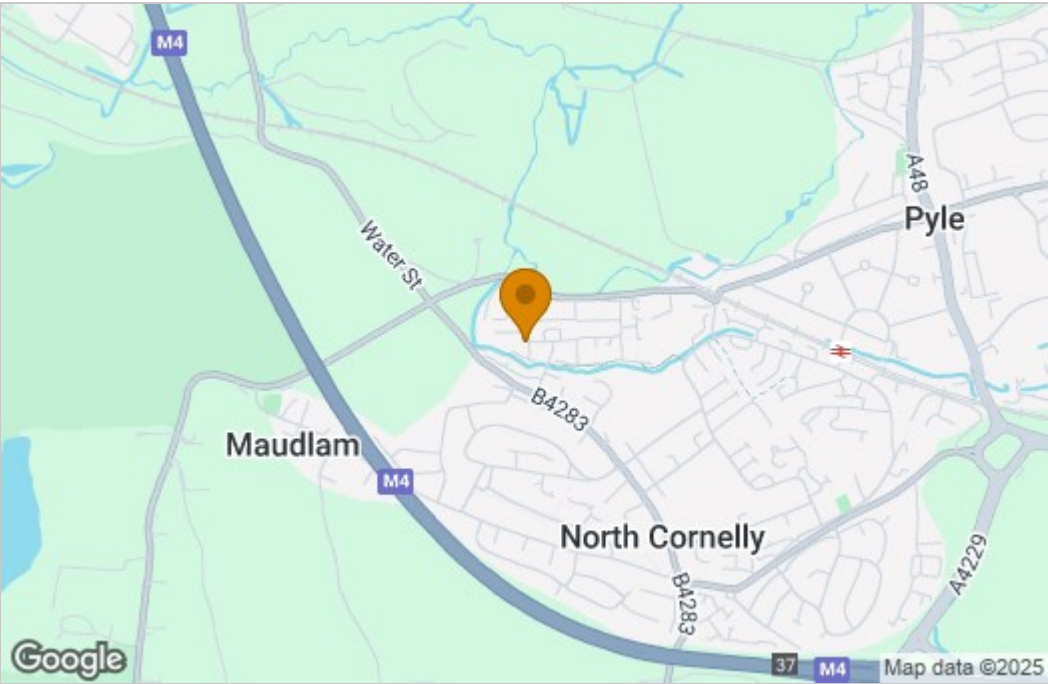 M4
A48
Pyle
Water St
B4283
Maudlam
M4
North Cornelly
A4229
B4283
Google
37
M4
Map data ©2025